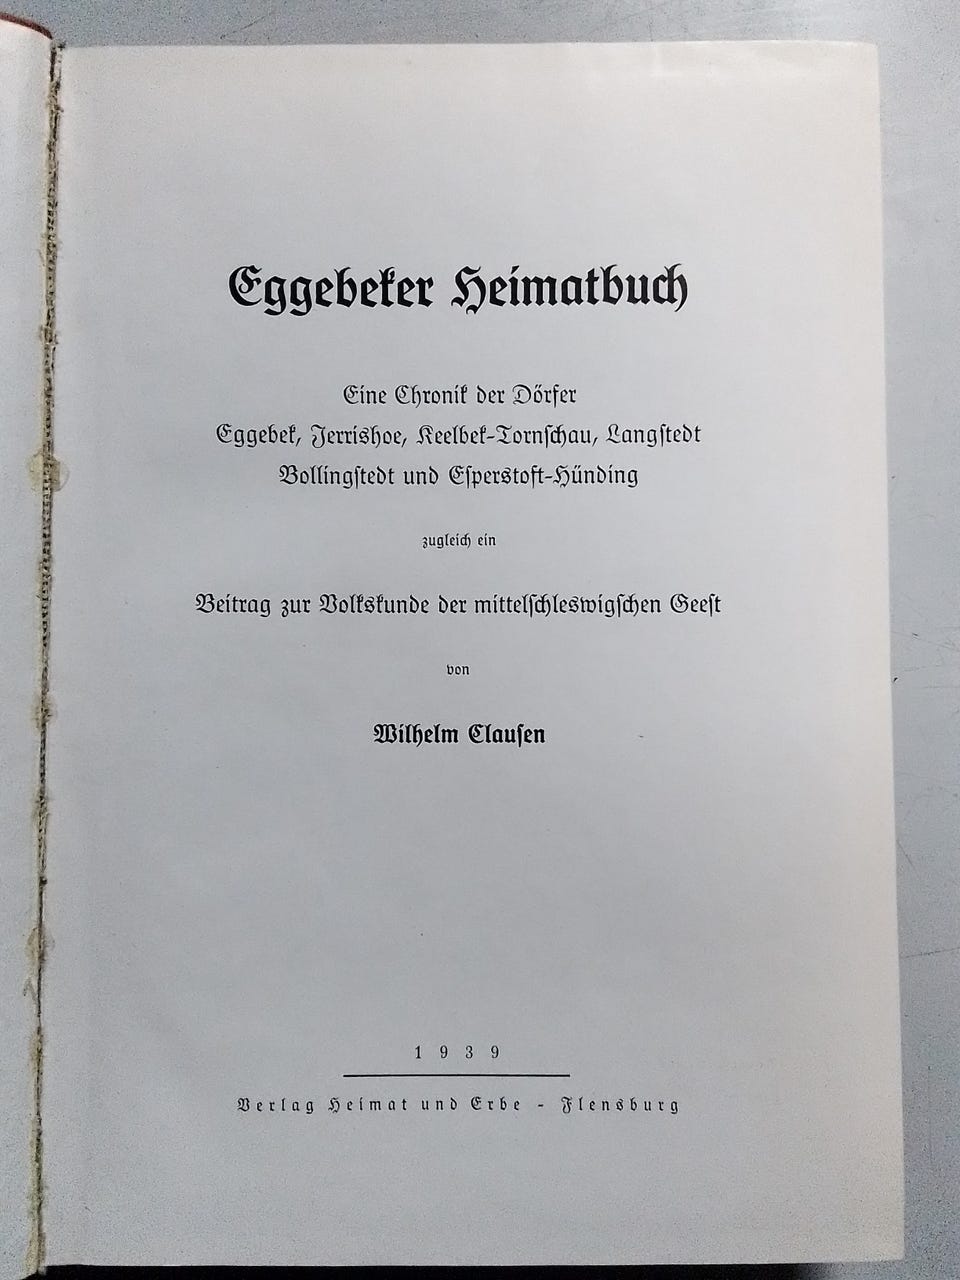 Eggebeker Heimatbuch
Eine Chronik der Dörfer
Eggebek, Jerrishoe, Keelbek-Tornſchau, Langſtedt
Bollingſtedt und Eſperstoft-Hünding
zugleich ein
Beitrag zur Volkskunde der mittelſchleswigſchen Geeſt
von
Wilhelm Clauſen
1939
Verlag Heimat und Erbe - Flensburg